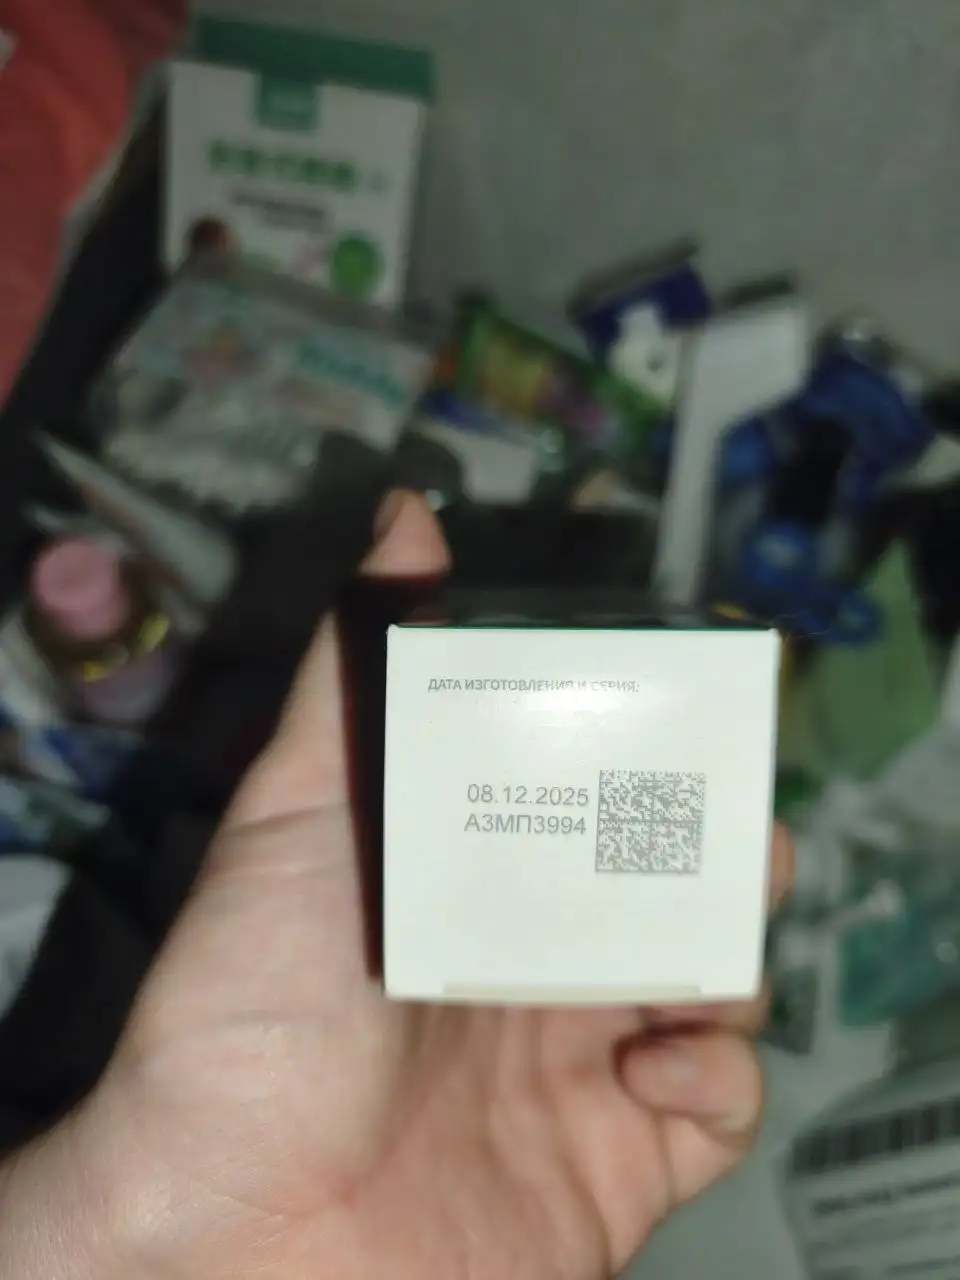 ДАТА ИЗГОТОВЛЕНИЯ И СЕРИЯ:
08.12.2025
АЗМП3994